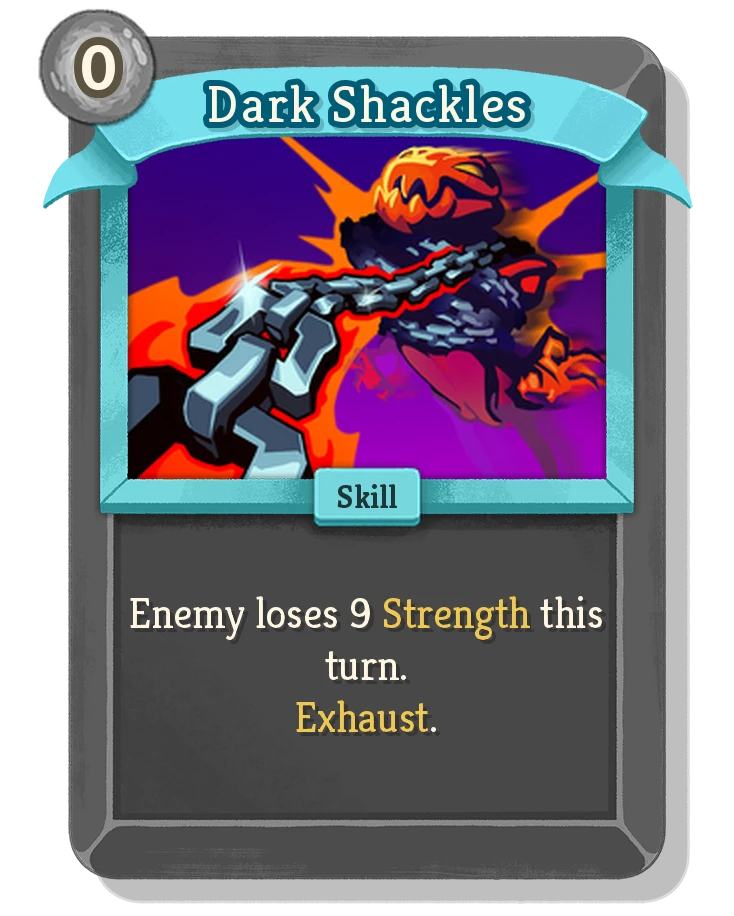 0
Dark Shackles
Skill
Enemy loses 9 Strength this
turn.
Exhaust.